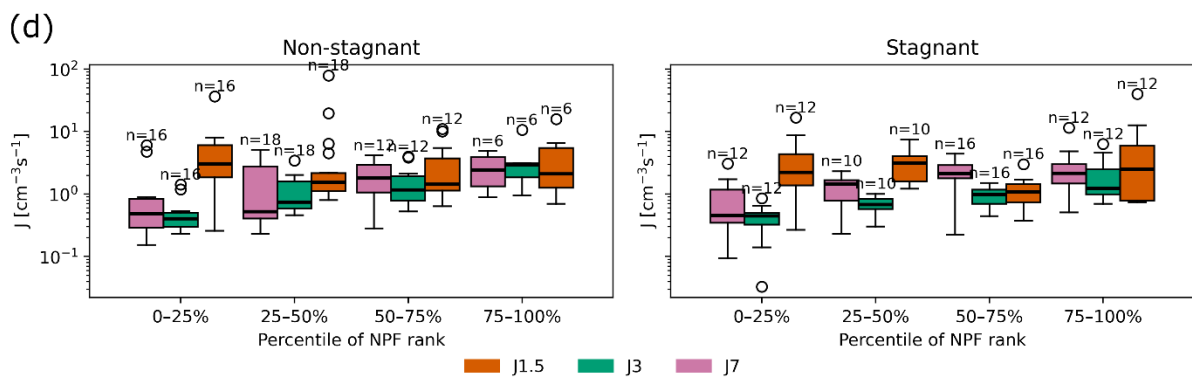 (d)
Non-stagnant
Stagnant
J [cm⁻³s⁻¹]
10²
10¹
10⁰
10⁻¹
n=16
n=16
n=16
n=18
n=18
n=18
n=12
n=12
n=12
n=6
n=6
n=6
0–25%
25–50%
50–75%
75–100%
Percentile of NPF rank
J [cm⁻³s⁻¹]
n=12
n=12
n=12
n=10
n=10
n=10
n=16
n=16
n=16
n=12
n=12
n=12
0–25%
25–50%
50–75%
75–100%
Percentile of NPF rank
J1.5
J3
J7